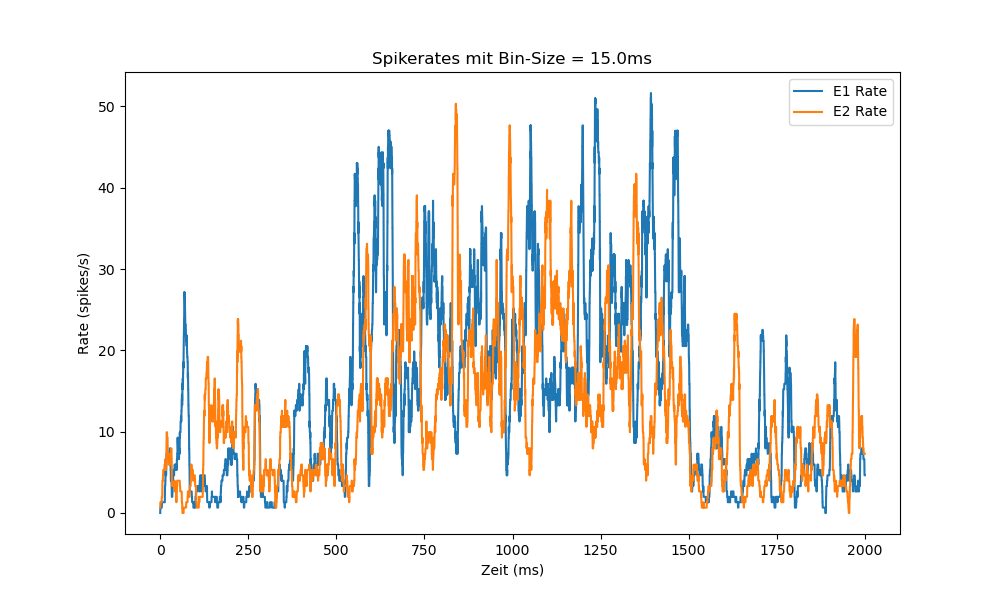 Spikerates mit Bin-Size = 15.0ms
E1 Rate
E2 Rate
Rate (spikes/s)
50
40
30
20
10
0
0 250 500 750 1000 1250 1500 1750 2000
Zeit (ms)